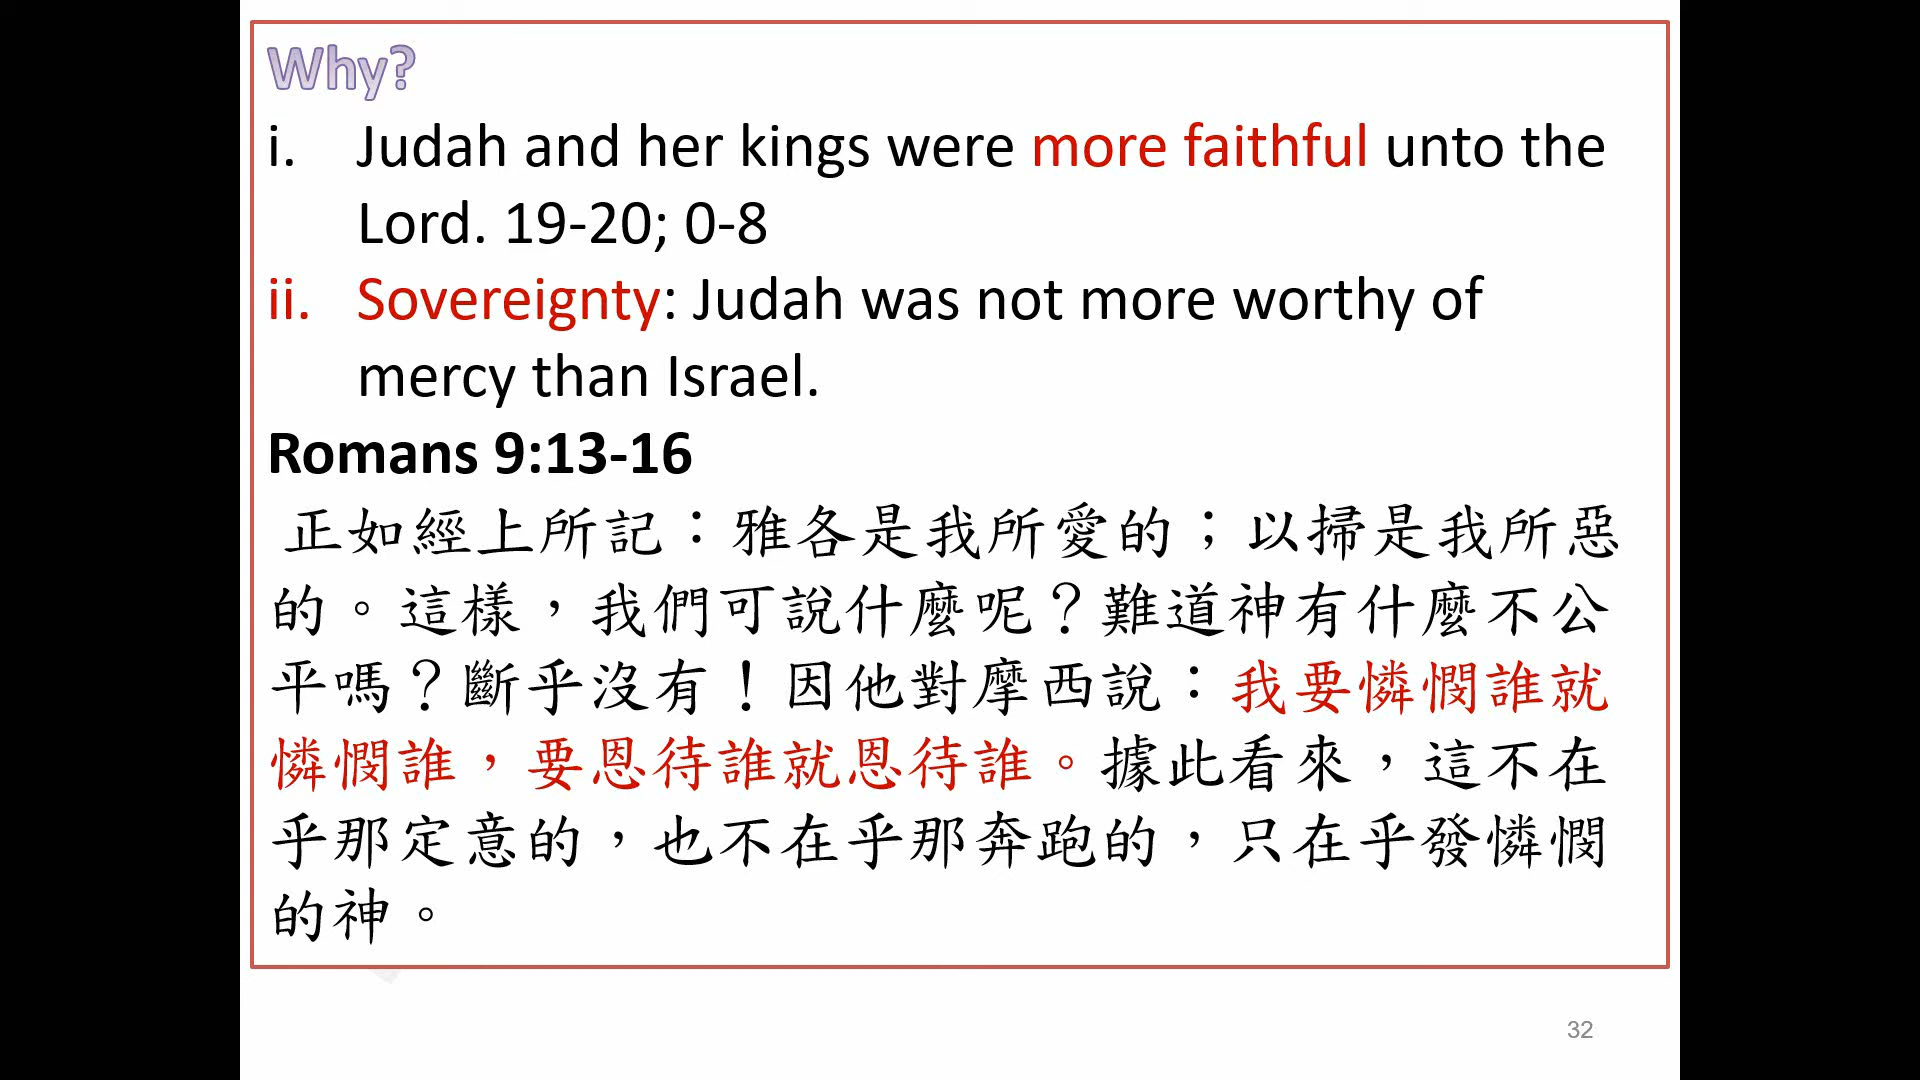 Why?
i. Judah and her kings were more faithful unto the
Lord. 19-20; 0-8
ii. Sovereignty: Judah was not more worthy of
mercy than Israel.
Romans 9:13-16
正如經上所記：雅各是我所愛的；以掃是我所惡
的。這樣，我們可說什麼呢？難道神有什麼不公
平嗎？斷乎沒有！因他對摩西說：我要憐憫誰就
憐憫誰，要恩待誰就恩待誰。據此看來，這不在
乎那定意的，也不在乎那奔跑的，只在乎發憐憫
的神。
32